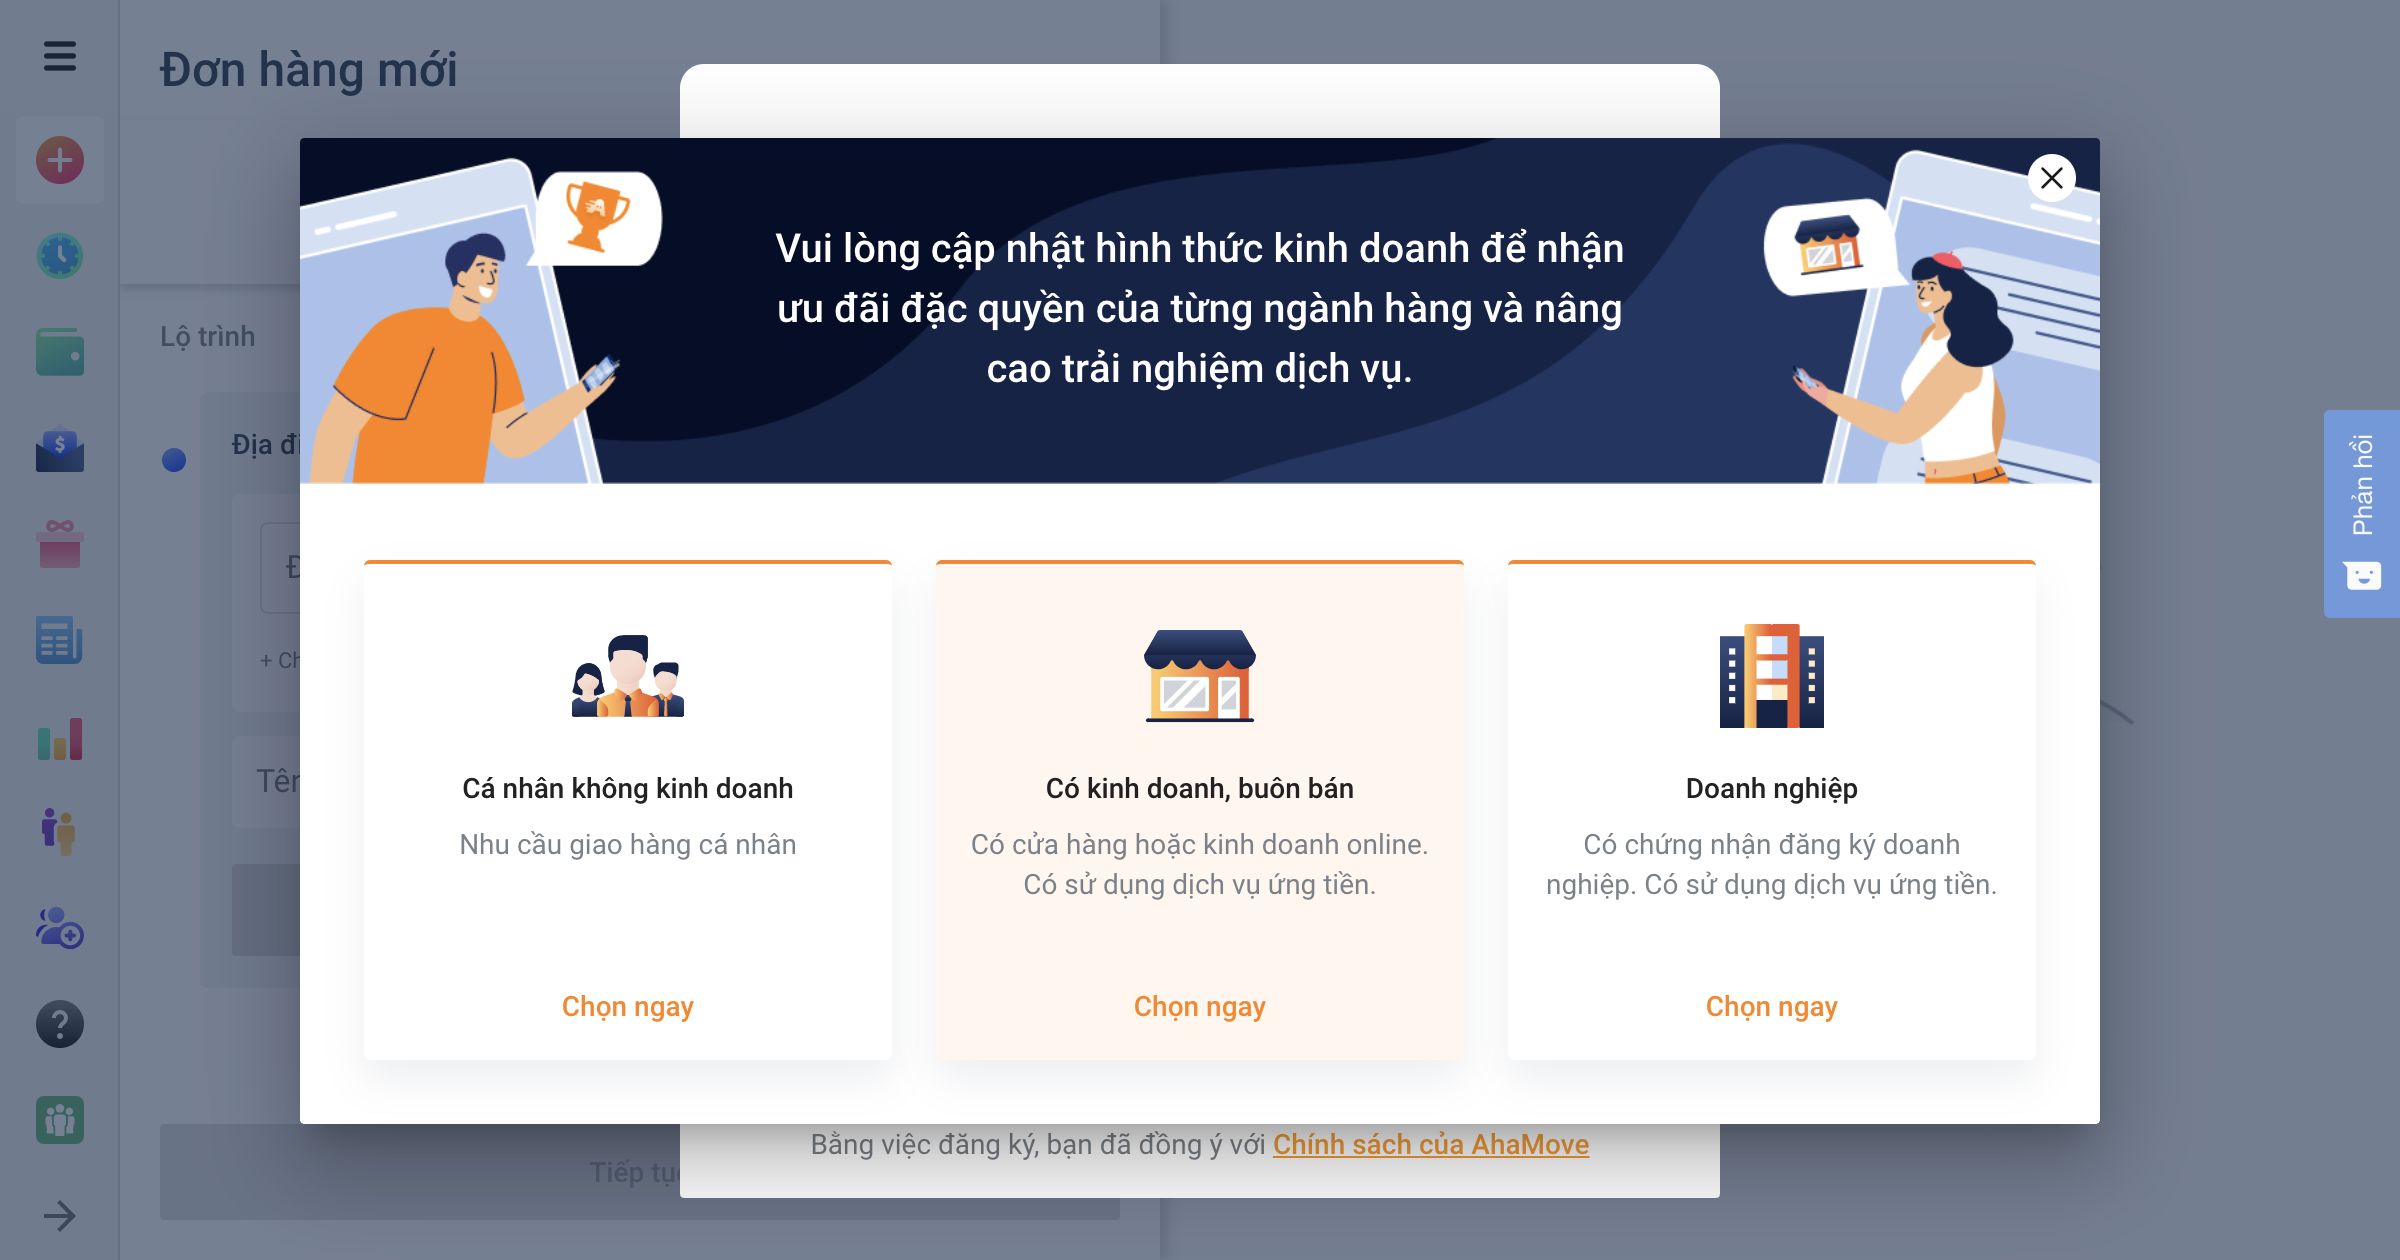 Đơn hàng mới
Vui lòng cập nhật hình thức kinh doanh để nhận
ưu đãi đặc quyền của từng ngành hàng và nâng
cao trải nghiệm dịch vụ.
Lộ trình
Địa đi
+ Ch
Tên
Phản hồi
Cá nhân không kinh doanh
Nhu cầu giao hàng cá nhân
Chọn ngay
Có kinh doanh, buôn bán
Có cửa hàng hoặc kinh doanh online.
Có sử dụng dịch vụ ứng tiền.
Chọn ngay
Doanh nghiệp
Có chứng nhận đăng ký doanh
nghiệp. Có sử dụng dịch vụ ứng tiền.
Chọn ngay
Bằng việc đăng ký, bạn đã đồng ý với Chính sách của AhaMove
Tiếp tục